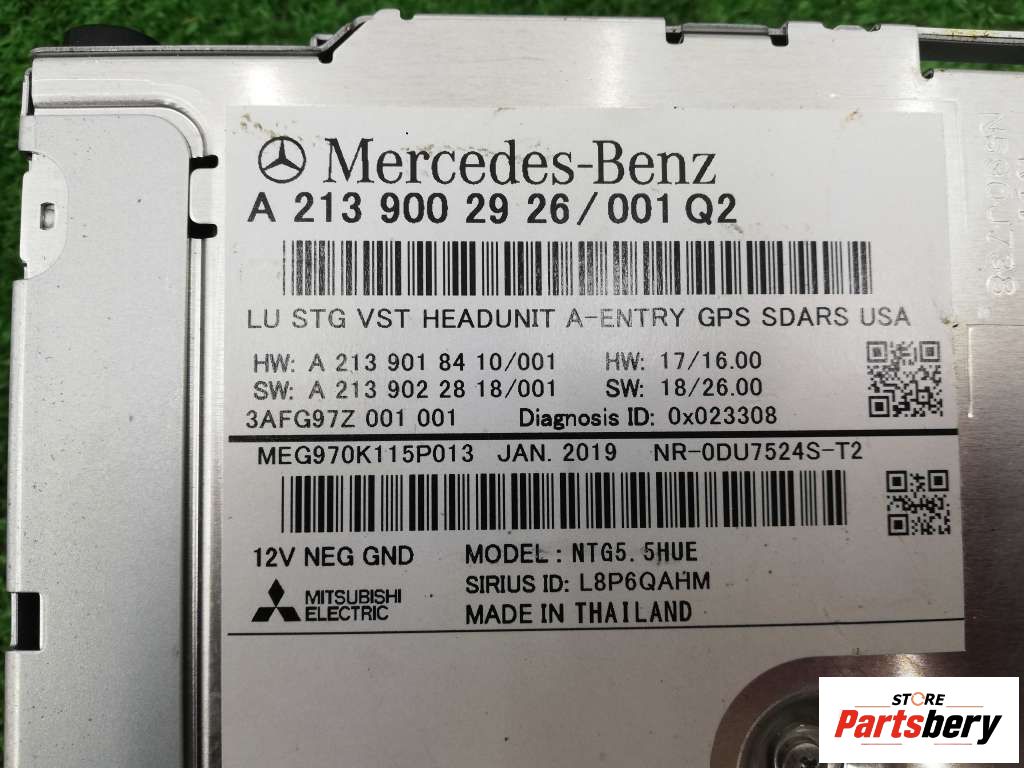 Mercedes-Benz
A 213 900 29 26/001 Q2
LU STG VST HEADUNIT A-ENTRY GPS SDARS USA
HW: A 213 901 84 10/001 HW: 17/16.00
SW: A 213 902 28 18/001 SW: 18/26.00
3AFG97Z 001 001 Diagnosis ID: 0x023308
MEG970K115P013 JAN. 2019 NR-0DU7524S-T2
12V NEG GND MODEL: NTG5.5HUE
SIRIUS ID: L8P6QAHM
MITSUBISHI
ELECTRIC
MADE IN THAILAND
STORE
Partsbery